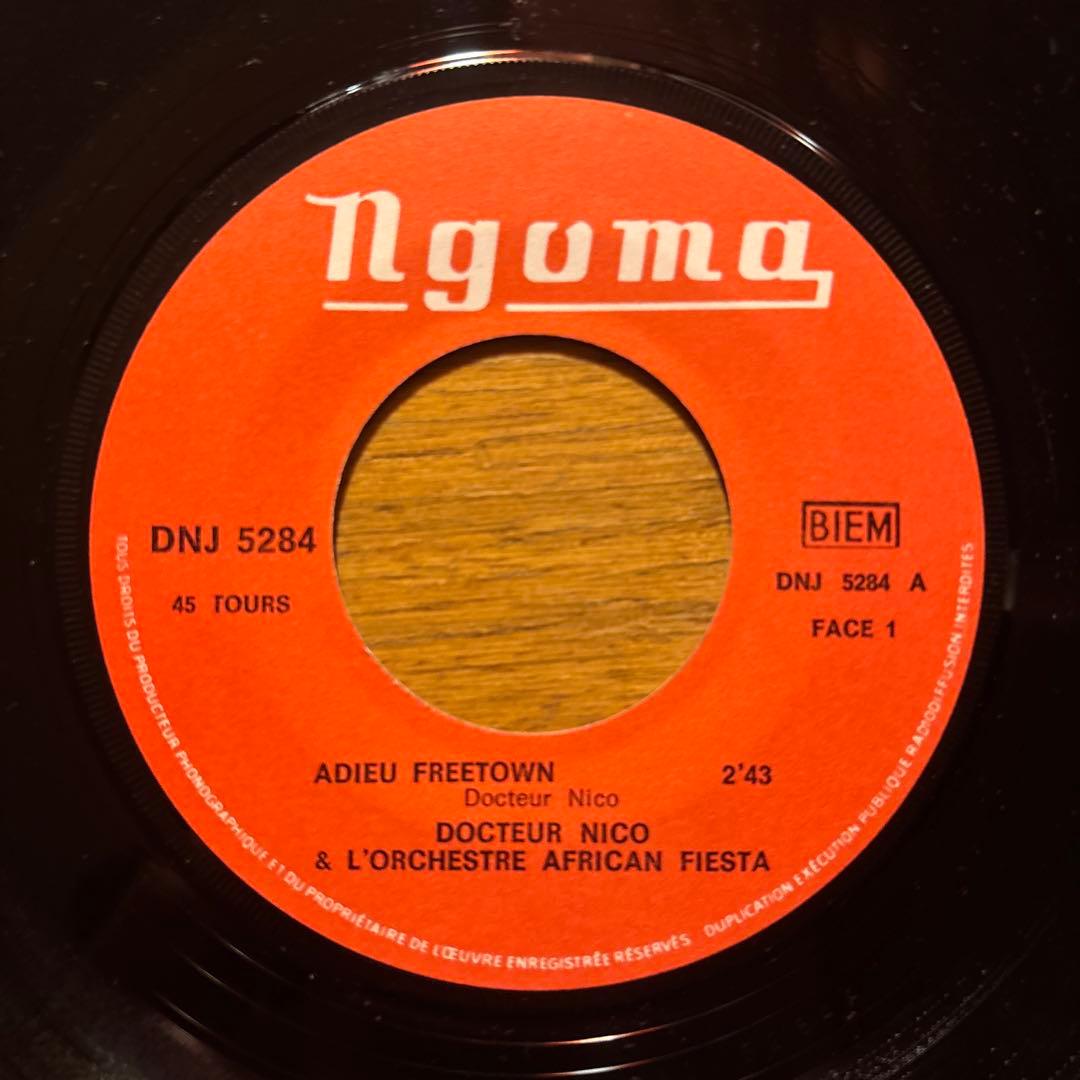 Ngoma
DNJ 5284
45 TOURS
BIEM
DNJ 5284 A
FACE 1
ADIEU FREETOWN 2'43
Docteur Nico
DOCTEUR NICO
& L'ORCHESTRE AFRICAN FIESTA
TOUS DROITS DU PRODUCTEUR PHONOGRAPHIQUE ET DU PROPRIÉTAIRE DE L'ŒUVRE ENREGISTRÉE RÉSERVÉS DUPLICATION EXÉCUTION PUBLIQUE RADIODIFFUSION INTERDITES